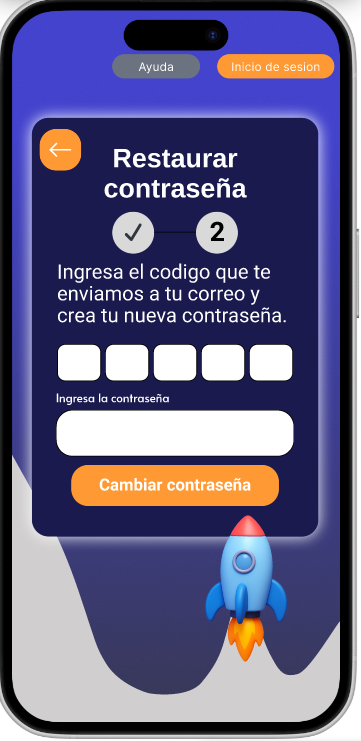 Ayuda
Inicio de sesion
Restaurar
contraseña
2
Ingresa el codigo que te
enviamos a tu correo y
crea tu nueva contraseña.
Ingresa la contraseña
Cambiar contraseña